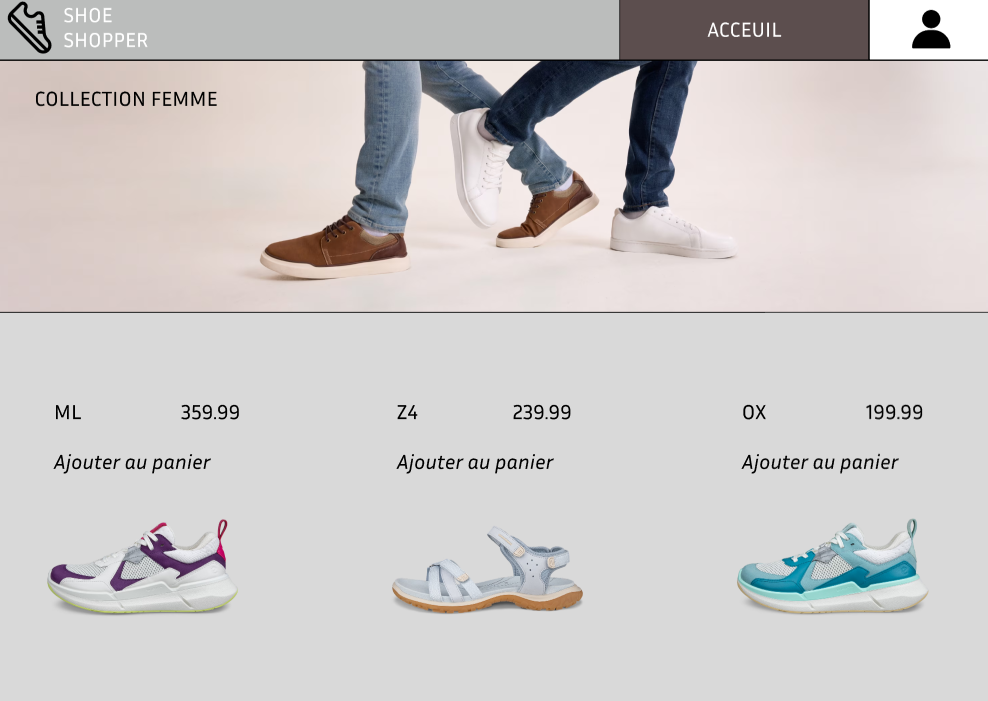 SHOE
SHOPPER
ACCEUIL
COLLECTION FEMME
ML 359.99
Z4 239.99
OX 199.99
Ajouter au panier
Ajouter au panier
Ajouter au panier